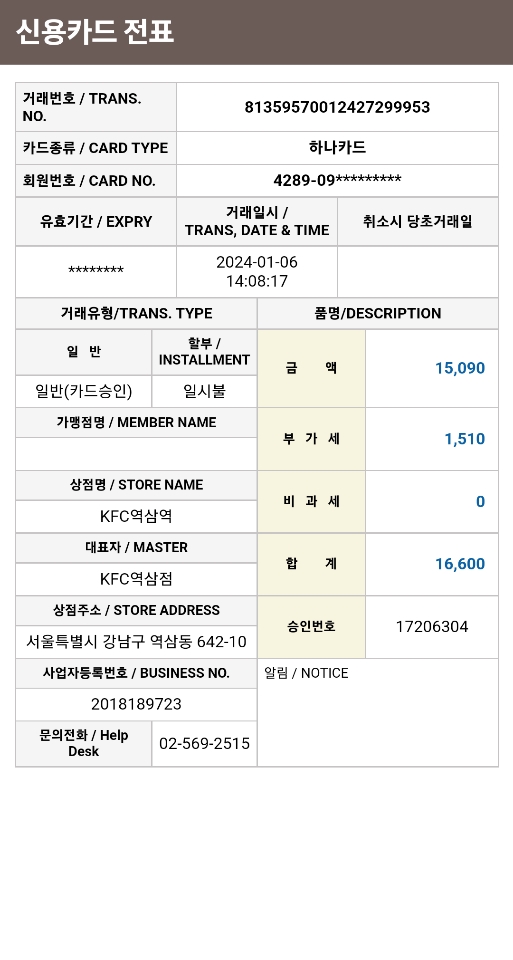 신용카드 전표
거래번호 / TRANS.
NO.
81359570012427299953
카드종류 / CARD TYPE
하나카드
회원번호 / CARD NO.
4289-09*********
유효기간 / EXPRY
거래일시 /
TRANS, DATE & TIME
취소시 당초거래일
********
2024-01-06
14:08:17
거래유형/TRANS. TYPE
품명/DESCRIPTION
일 반
할부 /
INSTALLMENT
금 액
15,090
일반(카드승인)
일시불
가맹점명 / MEMBER NAME
부 가 세
1,510
상점명 / STORE NAME
비 과 세
0
KFC역삼역
대표자 / MASTER
합 계
16,600
KFC역삼점
상점주소 / STORE ADDRESS
승인번호
17206304
서울특별시 강남구 역삼동 642-10
사업자등록번호 / BUSINESS NO.
알림 / NOTICE
2018189723
문의전화 / Help
Desk
02-569-2515